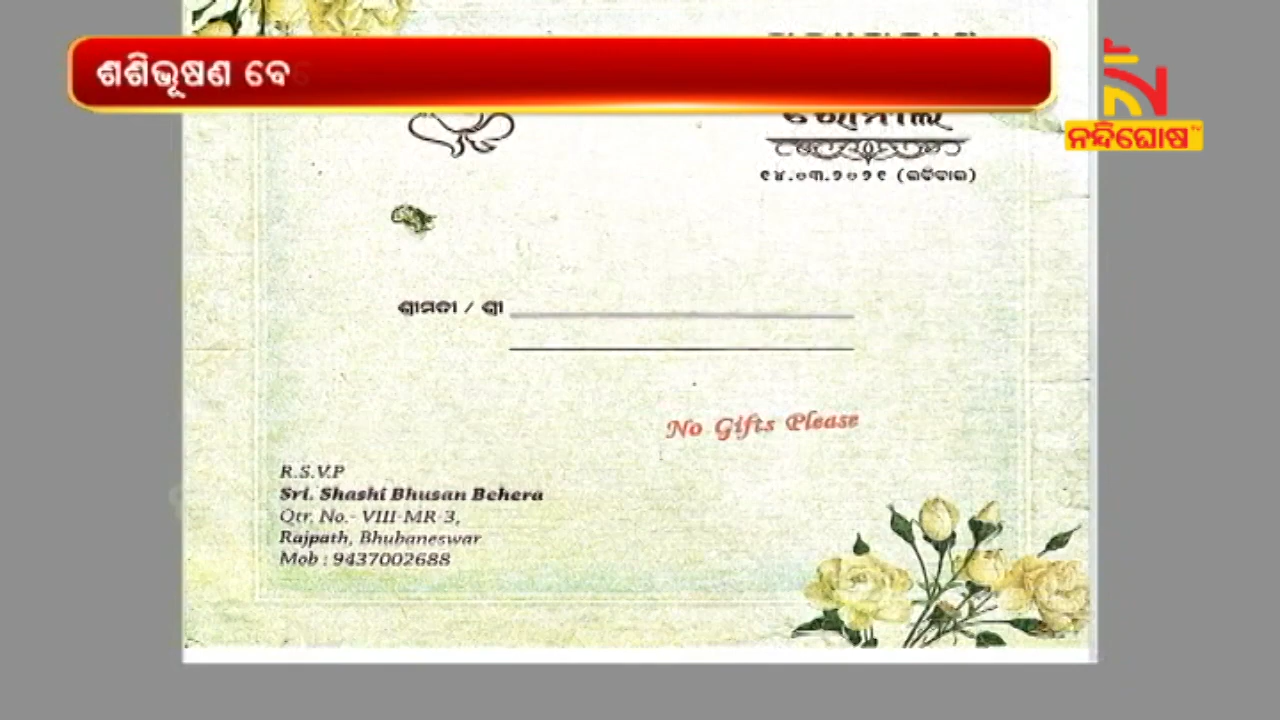 ଶଶିଭୂଷଣ ବେ
ନନ୍ଦିଘୋଷ
୧୪.୦୩.୨୦୨୧ (ରବିବାର)
ଶ୍ରୀମତୀ / ଶ୍ରୀ
No Gifts Please
R.S.V.P
Sri. Shashi Bhusan Behera
Qtr. No.- VIII-MR-3,
Rajpath, Bhubaneswar
Mob : 9437002688